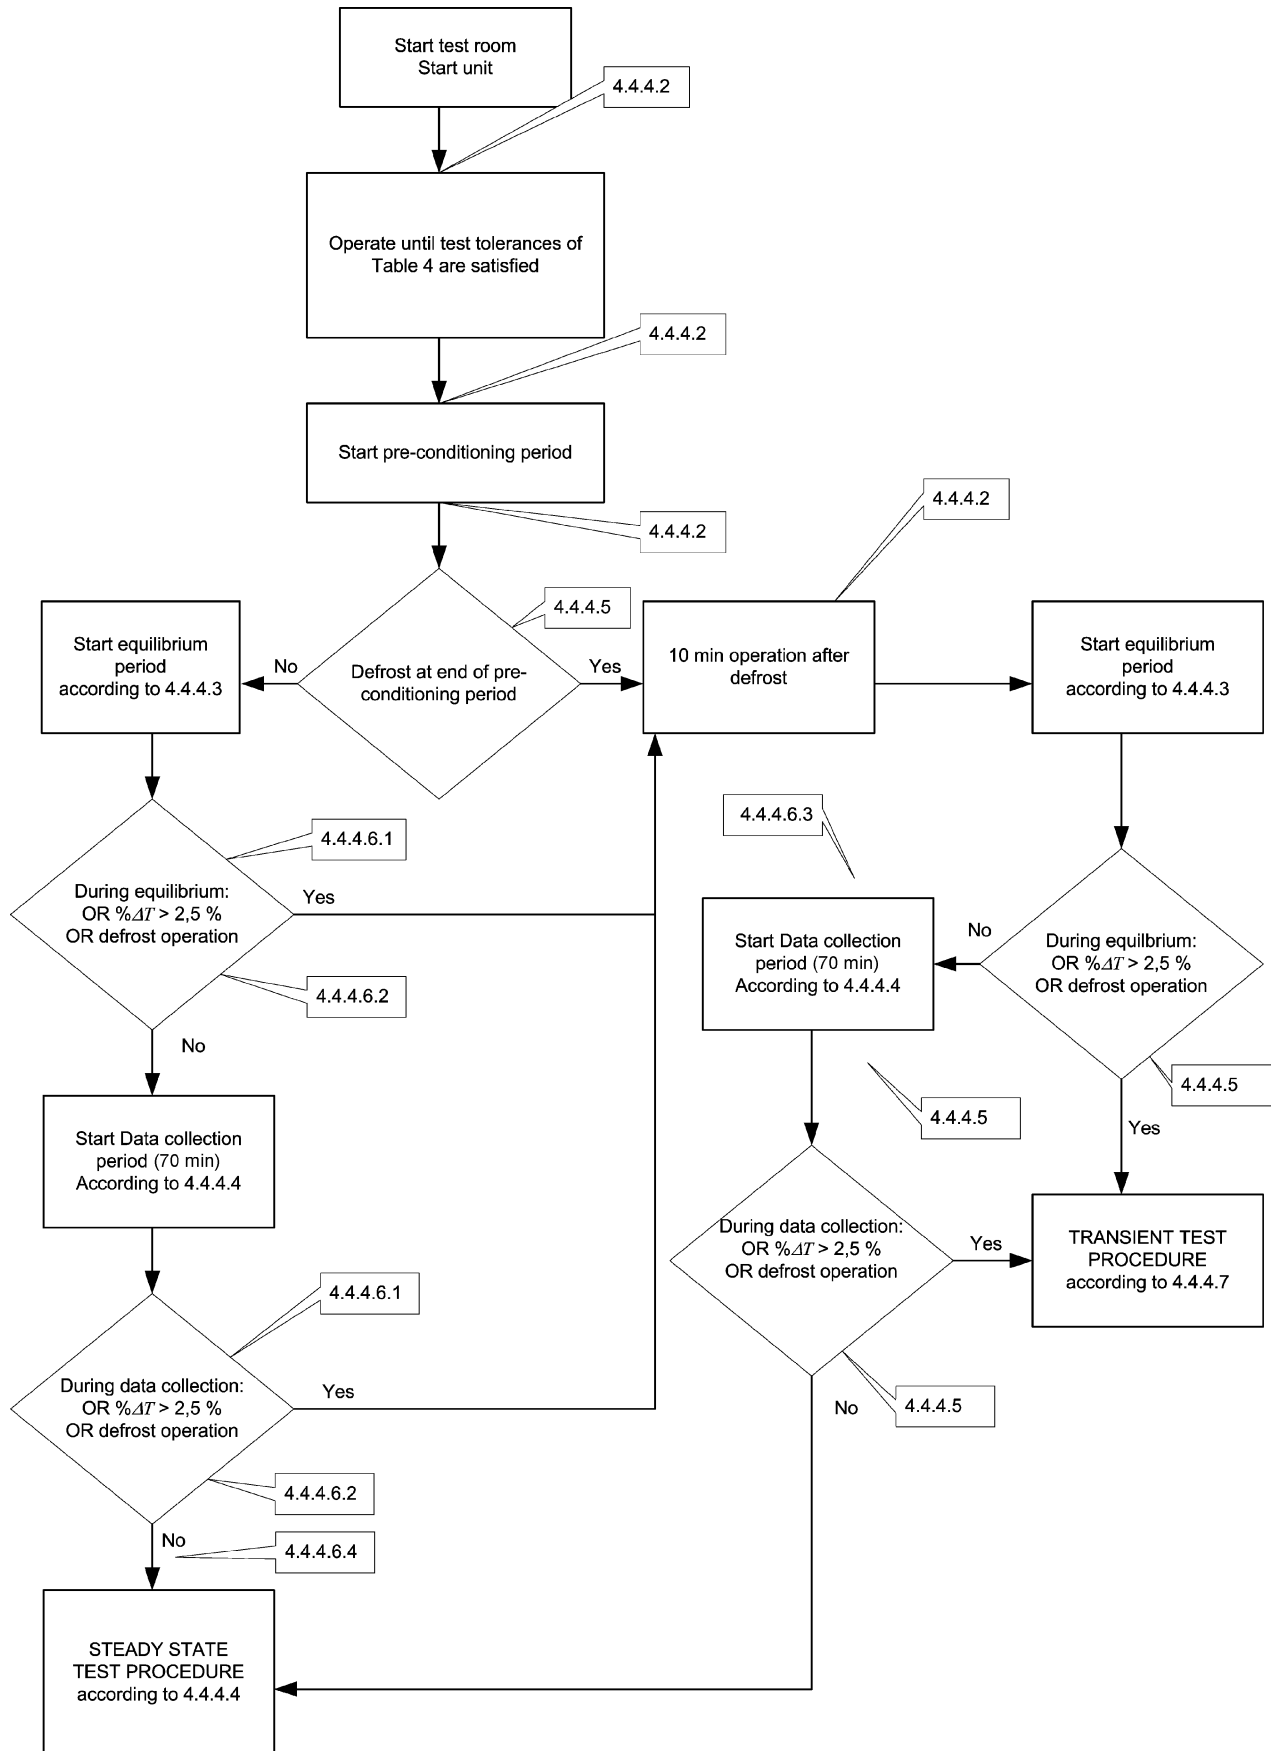 Start test room
Start unit
4.4.4.2
Operate until test tolerances of
Table 4 are satisfied
4.4.4.2
Start pre-conditioning period
4.4.4.2
4.4.4.2
4.4.4.5
Start equilibrium
period
according to 4.4.4.3
No
Defrost at end of pre-
conditioning period
Yes
10 min operation after
defrost
Start equilibrium
period
according to 4.4.4.3
4.4.4.6.3
4.4.4.6.1
During equilibrium:
OR %ΔT > 2,5 %
OR defrost operation
Yes
4.4.4.6.2
No
Start Data collection
period (70 min)
According to 4.4.4.4
No
During equilbrium:
OR %ΔT > 2,5 %
OR defrost operation
4.4.4.5
Yes
4.4.4.5
Start Data collection
period (70 min)
According to 4.4.4.4
During data collection:
OR %ΔT > 2,5 %
OR defrost operation
Yes
TRANSIENT TEST
PROCEDURE
according to 4.4.4.7
4.4.4.6.1
During data collection:
OR %ΔT > 2,5 %
OR defrost operation
Yes
No
4.4.4.5
4.4.4.6.2
No
4.4.4.6.4
STEADY STATE
TEST PROCEDURE
according to 4.4.4.4